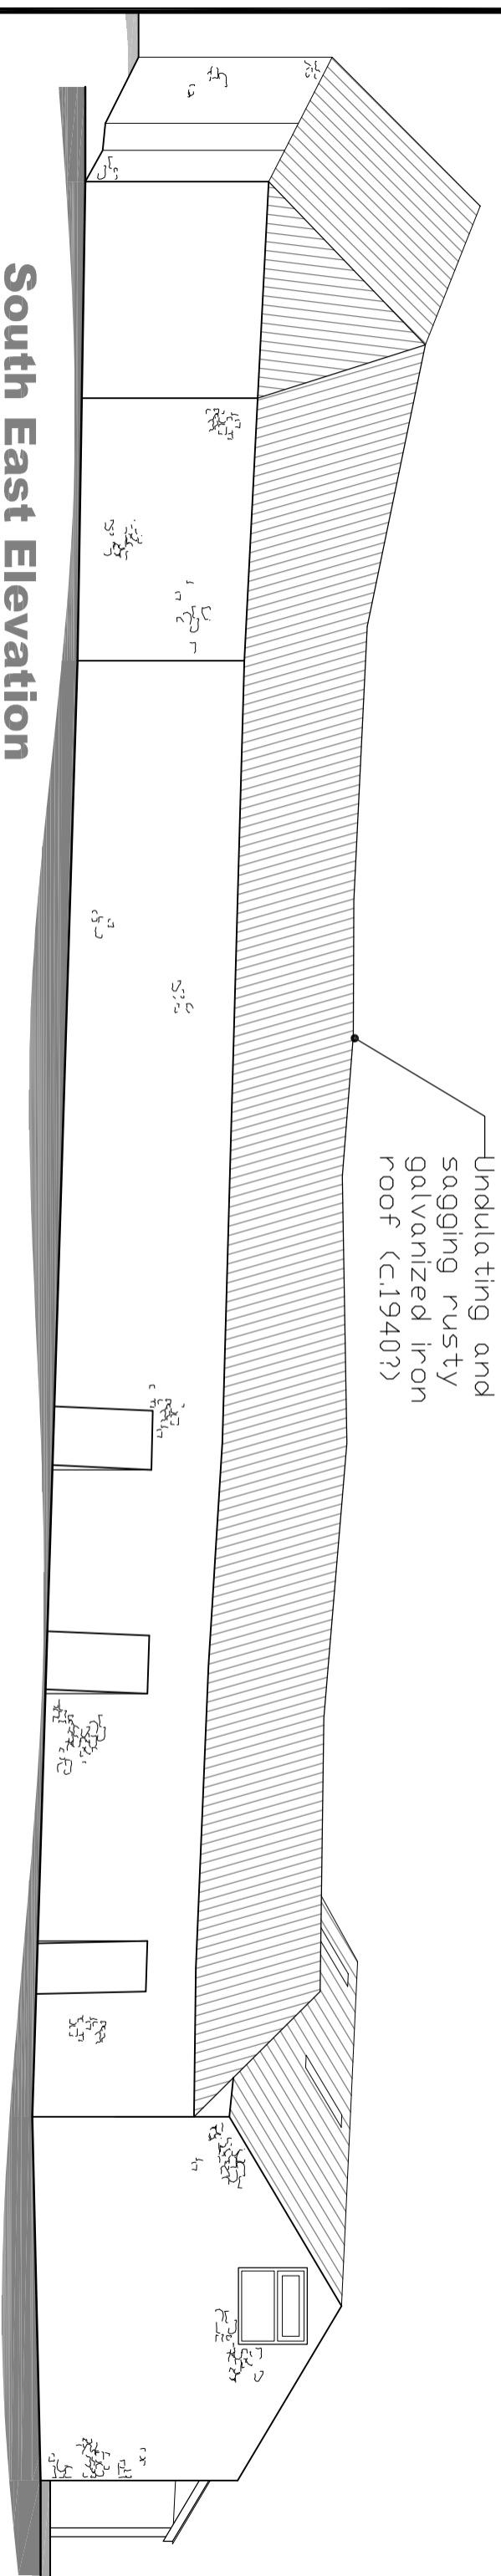 Undulating and
sagging rusty
galvanized iron
roof (c.1940?)
South East Elevation